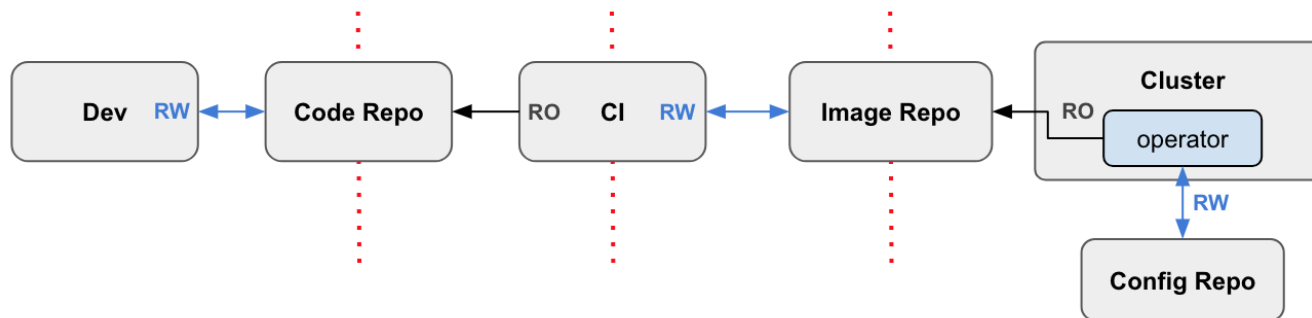 Dev
RW
Code Repo
RO
CI
RW
Image Repo
Cluster
RO
operator
RW
Config Repo